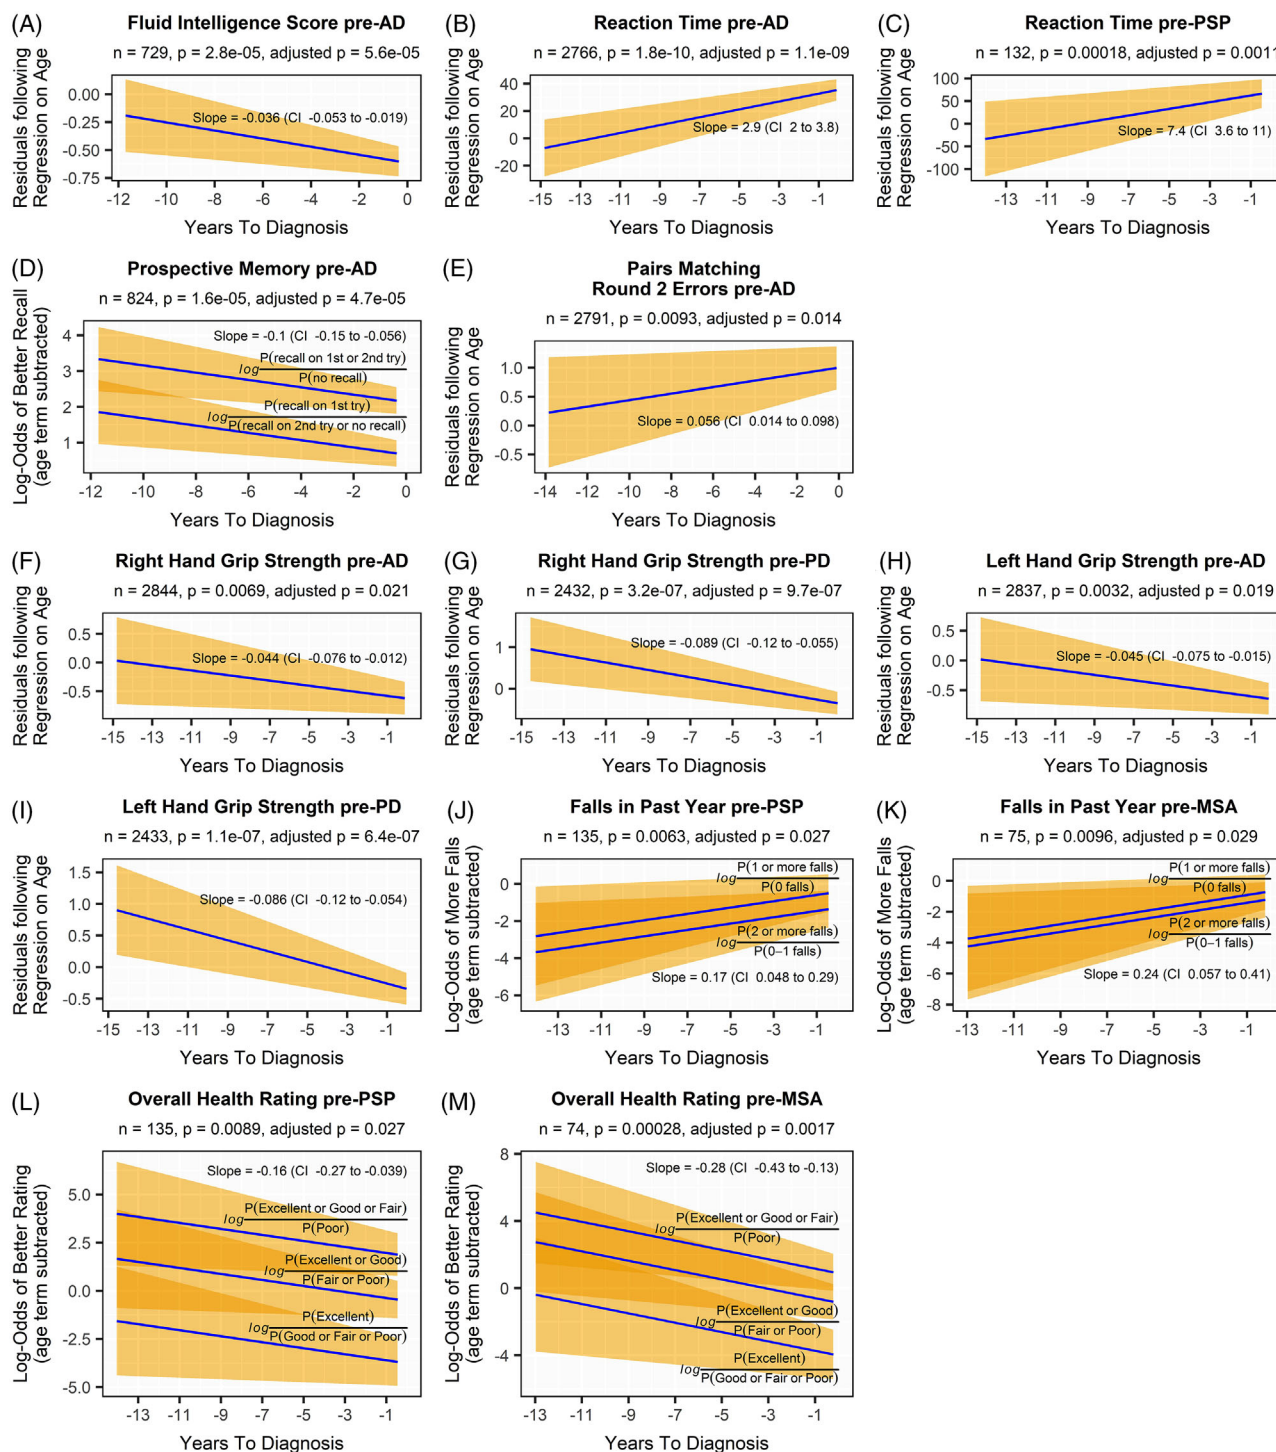 (A) Fluid Intelligence Score pre-AD
n = 729, p = 2.8e-05, adjusted p = 5.6e-05
Residuals following
Regression on Age
0.00
-0.25
-0.50
-0.75
Slope = -0.036 (CI -0.053 to -0.019)
-12 -10 -8 -6 -4 -2 0
Years To Diagnosis
(B) Reaction Time pre-AD
n = 2766, p = 1.8e-10, adjusted p = 1.1e-09
Residuals following
Regression on Age
40
20
0
-20
Slope = 2.9 (CI 2 to 3.8)
-15 -13 -11 -9 -7 -5 -3 -1
Years To Diagnosis
(C) Reaction Time pre-PSP
n = 132, p = 0.00018, adjusted p = 0.0011
Residuals following
Regression on Age
100
50
0
-50
-100
Slope = 7.4 (CI 3.6 to 11)
-13 -11 -9 -7 -5 -3 -1
Years To Diagnosis
(D) Prospective Memory pre-AD
n = 824, p = 1.6e-05, adjusted p = 4.7e-05
Log-Odds of Better Recall
(age term subtracted)
4
3
2
1
Slope = -0.1 (CI -0.15 to -0.056)
P(recall on 1st or 2nd try)
log
P(no recall)
P(recall on 1st try)
log
P(recall on 2nd try or no recall)
-12 -10 -8 -6 -4 -2 0
Years To Diagnosis
(E) Pairs Matching
Round 2 Errors pre-AD
n = 2791, p = 0.0093, adjusted p = 0.014
Residuals following
Regression on Age
1.0
0.5
0.0
-0.5
Slope = 0.056 (CI 0.014 to 0.098)
-14 -12 -10 -8 -6 -4 -2 0
Years To Diagnosis
(F) Right Hand Grip Strength pre-AD
n = 2844, p = 0.0069, adjusted p = 0.021
Residuals following
Regression on Age
0.5
0.0
-0.5
Slope = -0.044 (CI -0.076 to -0.012)
-15 -13 -11 -9 -7 -5 -3 -1
Years To Diagnosis
(G) Right Hand Grip Strength pre-PD
n = 2432, p = 3.2e-07, adjusted p = 9.7e-07
Residuals following
Regression on Age
1
0
Slope = -0.089 (CI -0.12 to -0.055)
-15 -13 -11 -9 -7 -5 -3 -1
Years To Diagnosis
(H) Left Hand Grip Strength pre-AD
n = 2837, p = 0.0032, adjusted p = 0.019
Residuals following
Regression on Age
0.5
0.0
-0.5
Slope = -0.045 (CI -0.075 to -0.015)
-15 -13 -11 -9 -7 -5 -3 -1
Years To Diagnosis
(I) Left Hand Grip Strength pre-PD
n = 2433, p = 1.1e-07, adjusted p = 6.4e-07
Residuals following
Regression on Age
1.5
1.0
0.5
0.0
-0.5
Slope = -0.086 (CI -0.12 to -0.054)
-15 -13 -11 -9 -7 -5 -3 -1
Years To Diagnosis
(J) Falls in Past Year pre-PSP
n = 135, p = 0.0063, adjusted p = 0.027
Log-Odds of More Falls
(age term subtracted)
0
-2
-4
-6
P(1 or more falls)
log
P(0 falls)
P(2 or more falls)
log
P(0–1 falls)
Slope = 0.17 (CI 0.048 to 0.29)
-13 -11 -9 -7 -5 -3 -1
Years To Diagnosis
(K) Falls in Past Year pre-MSA
n = 75, p = 0.0096, adjusted p = 0.029
Log-Odds of More Falls
(age term subtracted)
0
-2
-4
-6
-8
P(1 or more falls)
log
P(0 falls)
P(2 or more falls)
log
P(0–1 falls)
Slope = 0.24 (CI 0.057 to 0.41)
-13 -11 -9 -7 -5 -3 -1
Years To Diagnosis
(L) Overall Health Rating pre-PSP
n = 135, p = 0.0089, adjusted p = 0.027
Log-Odds of Better Rating
(age term subtracted)
5.0
2.5
0.0
-2.5
-5.0
Slope = -0.16 (CI -0.27 to -0.039)
P(Excellent or Good or Fair)
log
P(Poor)
P(Excellent or Good)
log
P(Fair or Poor)
P(Excellent)
log
P(Good or Fair or Poor)
-13 -11 -9 -7 -5 -3 -1
Years To Diagnosis
(M) Overall Health Rating pre-MSA
n = 74, p = 0.00028, adjusted p = 0.0017
Log-Odds of Better Rating
(age term subtracted)
8
4
0
-4
Slope = -0.28 (CI -0.43 to -0.13)
P(Excellent or Good or Fair)
log
P(Poor)
P(Excellent or Good)
log
P(Fair or Poor)
P(Excellent)
log
P(Good or Fair or Poor)
-13 -11 -9 -7 -5 -3 -1
Years To Diagnosis